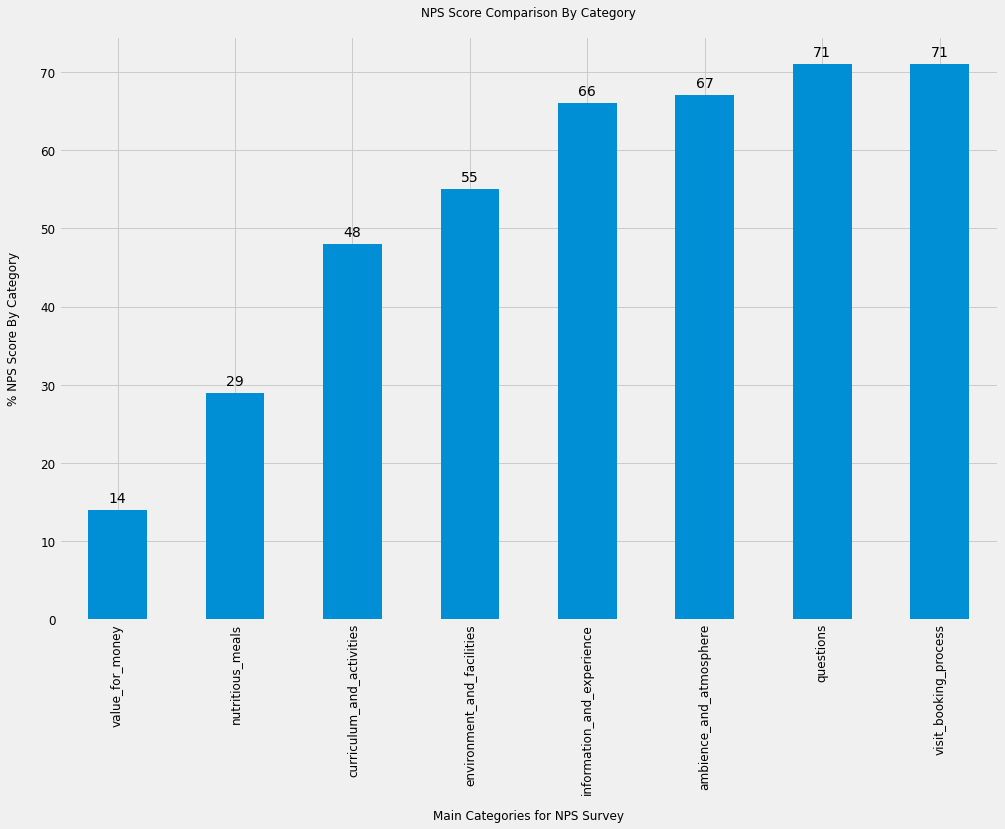 NPS Score Comparison By Category
% NPS Score By Category
70
60
50
40
30
20
10
0
14
29
48
55
66
67
71
71
value_for_money
nutritious_meals
curriculum_and_activities
environment_and_facilities
information_and_experience
ambience_and_atmosphere
questions
visit_booking_process
Main Categories for NPS Survey